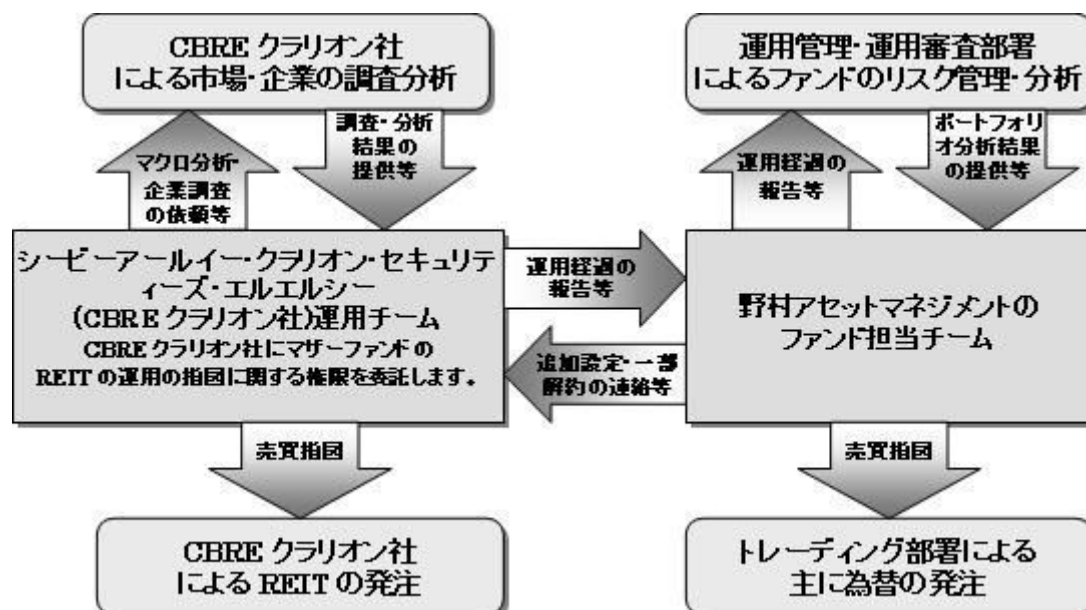 CBRE クラリオン社
による市場・企業の調査分析
運用管理・運用審査部署
によるファンドのリスク管理・分析
マクロ分析・
企業調査
の依頼等
調査・分析
結果の
提供等
運用経過の
報告等
ポートフォリ
オ分析結果
の提供等
シービーアールイー・クラリオン・セキュリティ
ィーズ・エルエルシー
(CBRE クラリオン社)運用チーム
CBRE クラリオン社にマザーファンドの
REIT の運用の指図に関する権限を委託します。
運用経過の
報告等
追加設定・一部
解約の連絡等
野村アセットマネジメントの
ファンド担当チーム
売買指図
売買指図
CBRE クラリオン社
による REIT の発注
トレーディング部署による
主に為替の発注